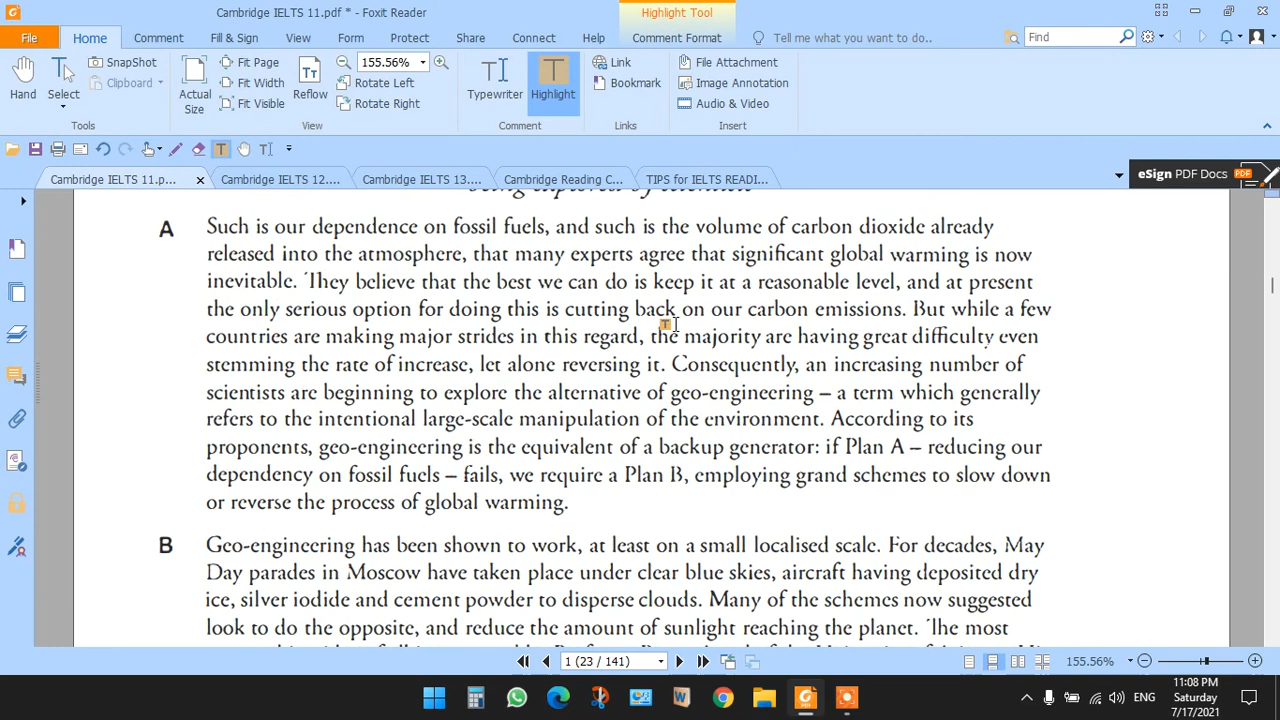 Cambridge IELTS 11.pdf * - Foxit Reader
Highlight Tool
File Home Comment Fill & Sign View Form Protect Share Connect Help Comment Format Tell me what you want to do.. Find
SnapShot Fit Page 155.56% Link File Attachment
Clipboard Fit Width Rotate Left Bookmark Image Annotation
Hand Select Actual Size Fit Visible Reflow Rotate Right Typewriter Highlight Audio & Video
Tools View Comment Links Insert
Cambridge IELTS 11.p... Cambridge IELTS 12.... Cambridge IELTS 13.... Cambridge Reading C... TIPS for IELTS READI... eSign PDF Docs PDF
A Such is our dependence on fossil fuels, and such is the volume of carbon dioxide already
released into the atmosphere, that many experts agree that significant global warming is now
inevitable. They believe that the best we can do is keep it at a reasonable level, and at present
the only serious option for doing this is cutting back on our carbon emissions. But while a few
countries are making major strides in this regard, the majority are having great difficulty even
stemming the rate of increase, let alone reversing it. Consequently, an increasing number of
scientists are beginning to explore the alternative of geo-engineering – a term which generally
refers to the intentional large-scale manipulation of the environment. According to its
proponents, geo-engineering is the equivalent of a backup generator: if Plan A – reducing our
dependency on fossil fuels – fails, we require a Plan B, employing grand schemes to slow down
or reverse the process of global warming.
B Geo-engineering has been shown to work, at least on a small localised scale. For decades, May
Day parades in Moscow have taken place under clear blue skies, aircraft having deposited dry
ice, silver iodide and cement powder to disperse clouds. Many of the schemes now suggested
look to do the opposite, and reduce the amount of sunlight reaching the planet. The most
1 (23 / 141) 155.56%
ENG 11:08 PM
Saturday
7/17/2021